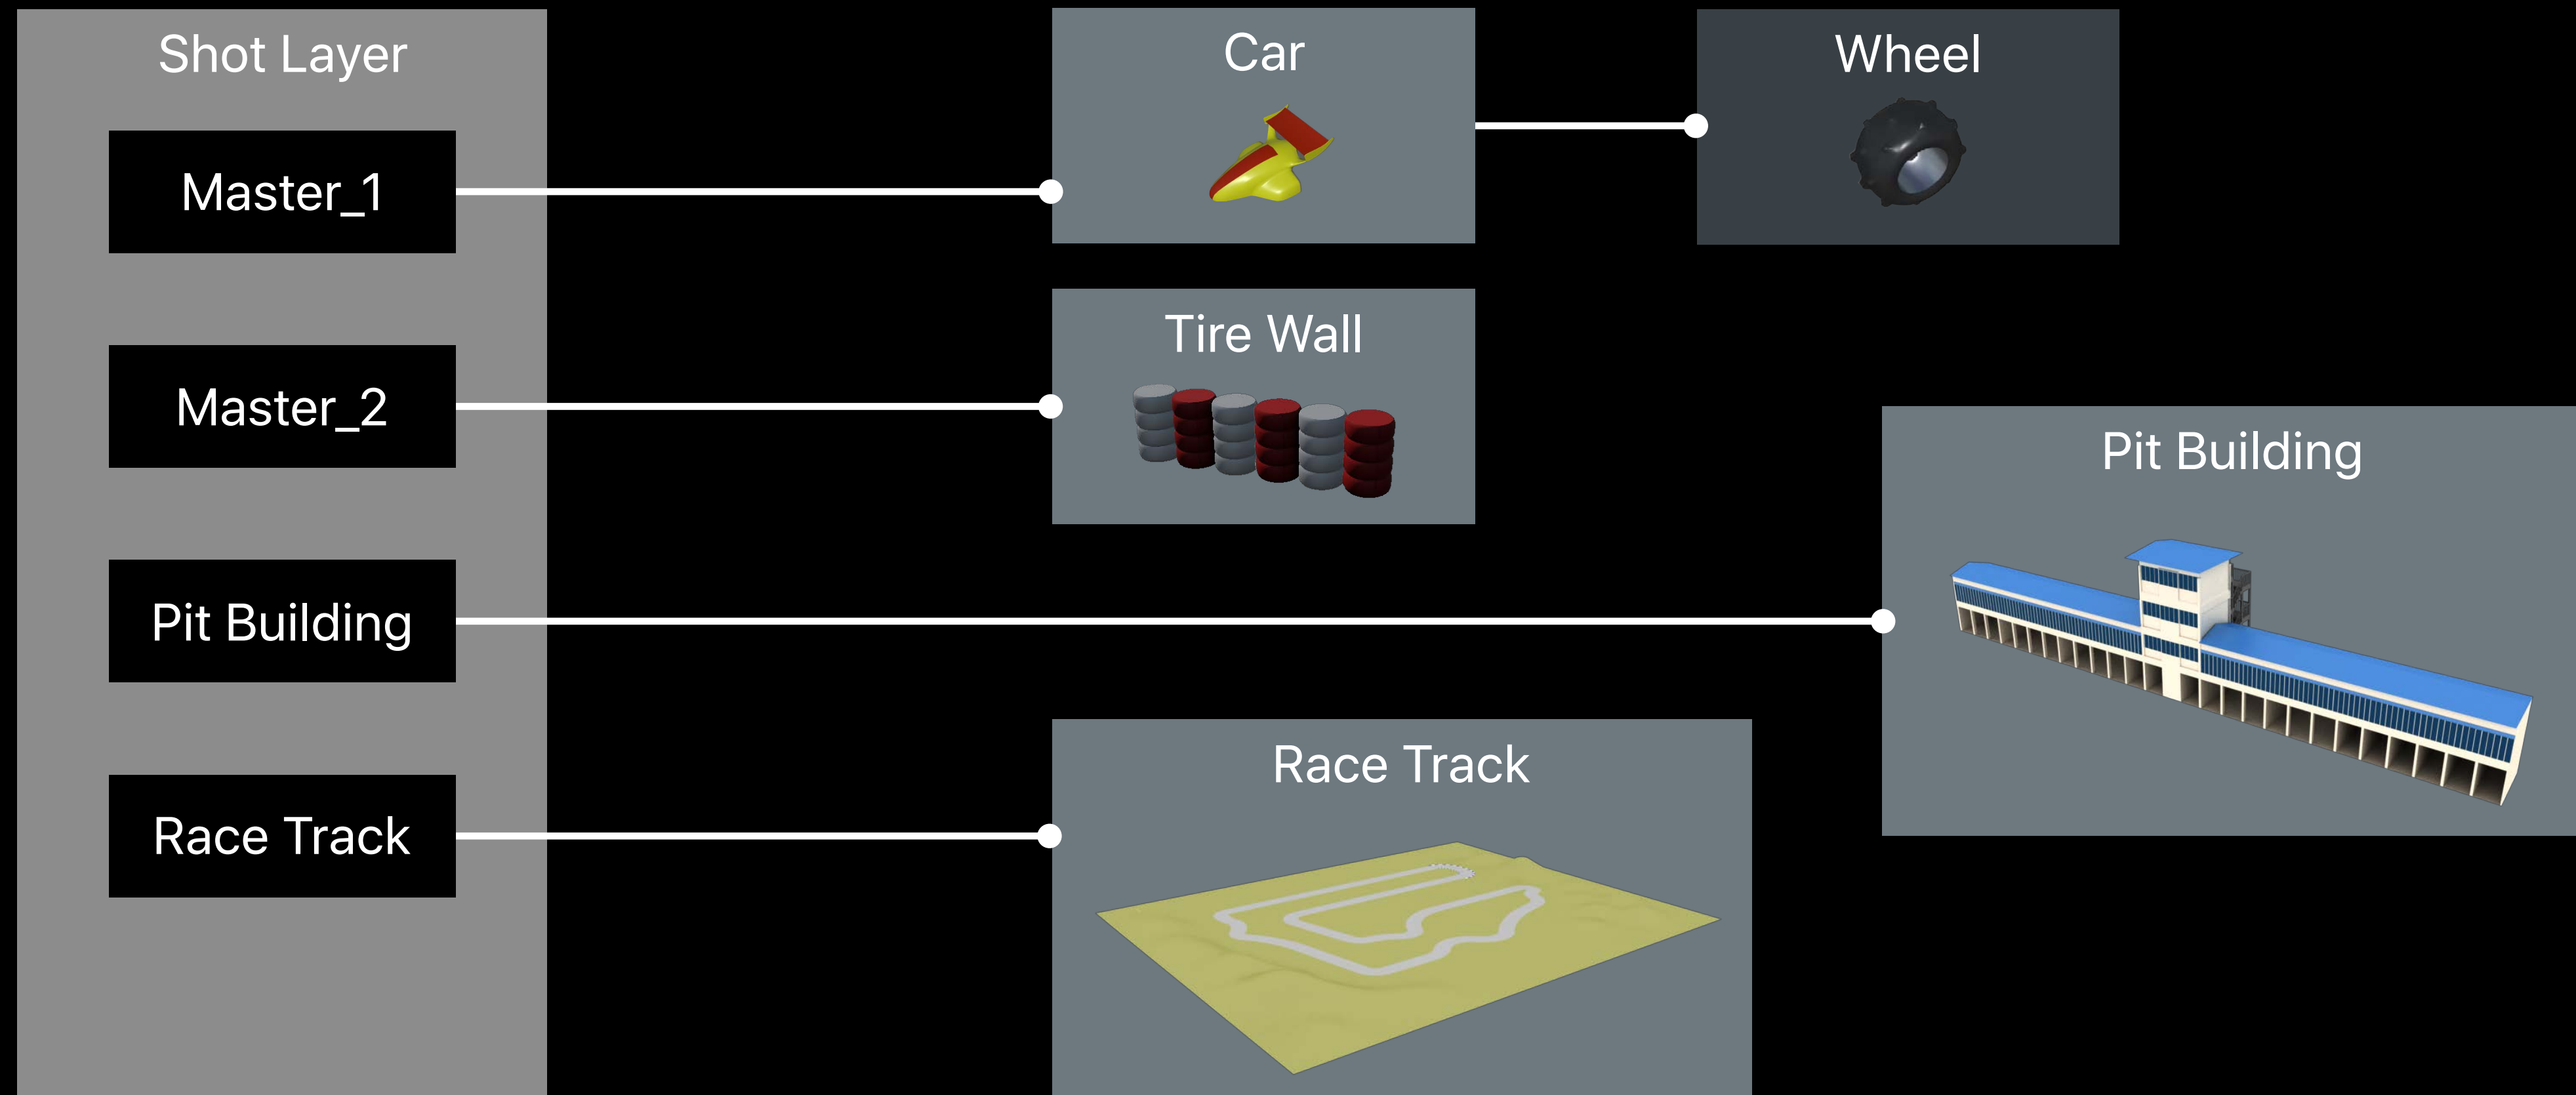 Shot Layer
Master_1
Master_2
Pit Building
Race Track
Car
Wheel
Tire Wall
Pit Building
Race Track